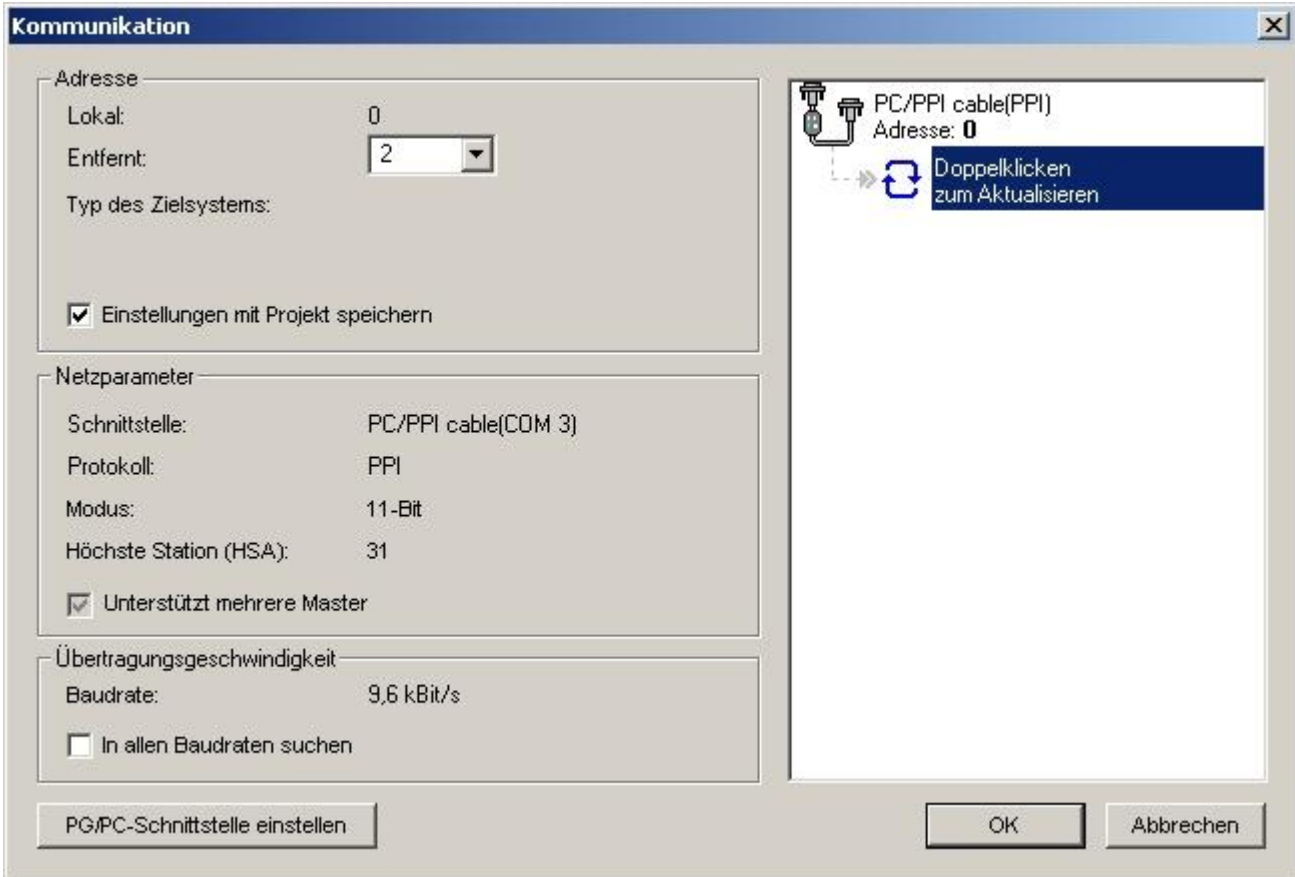 Kommunikation
Adresse
Lokal: 0
Entfernt: 2
Typ des Zielsystems:
Einstellungen mit Projekt speichern
Netzparameter
Schnittstelle: PC/PPI cable(COM 3)
Protokoll: PPI
Modus: 11-Bit
Höchste Station (HSA): 31
Unterstützt mehrere Master
Übertragungsgeschwindigkeit
Baudrate: 9,6 kBit/s
In allen Baudraten suchen
PG/PC-Schnittstelle einstellen
PC/PPI cable(PPI)
Adresse: 0
Doppelklicken
zum Aktualisieren
OK
Abbrechen